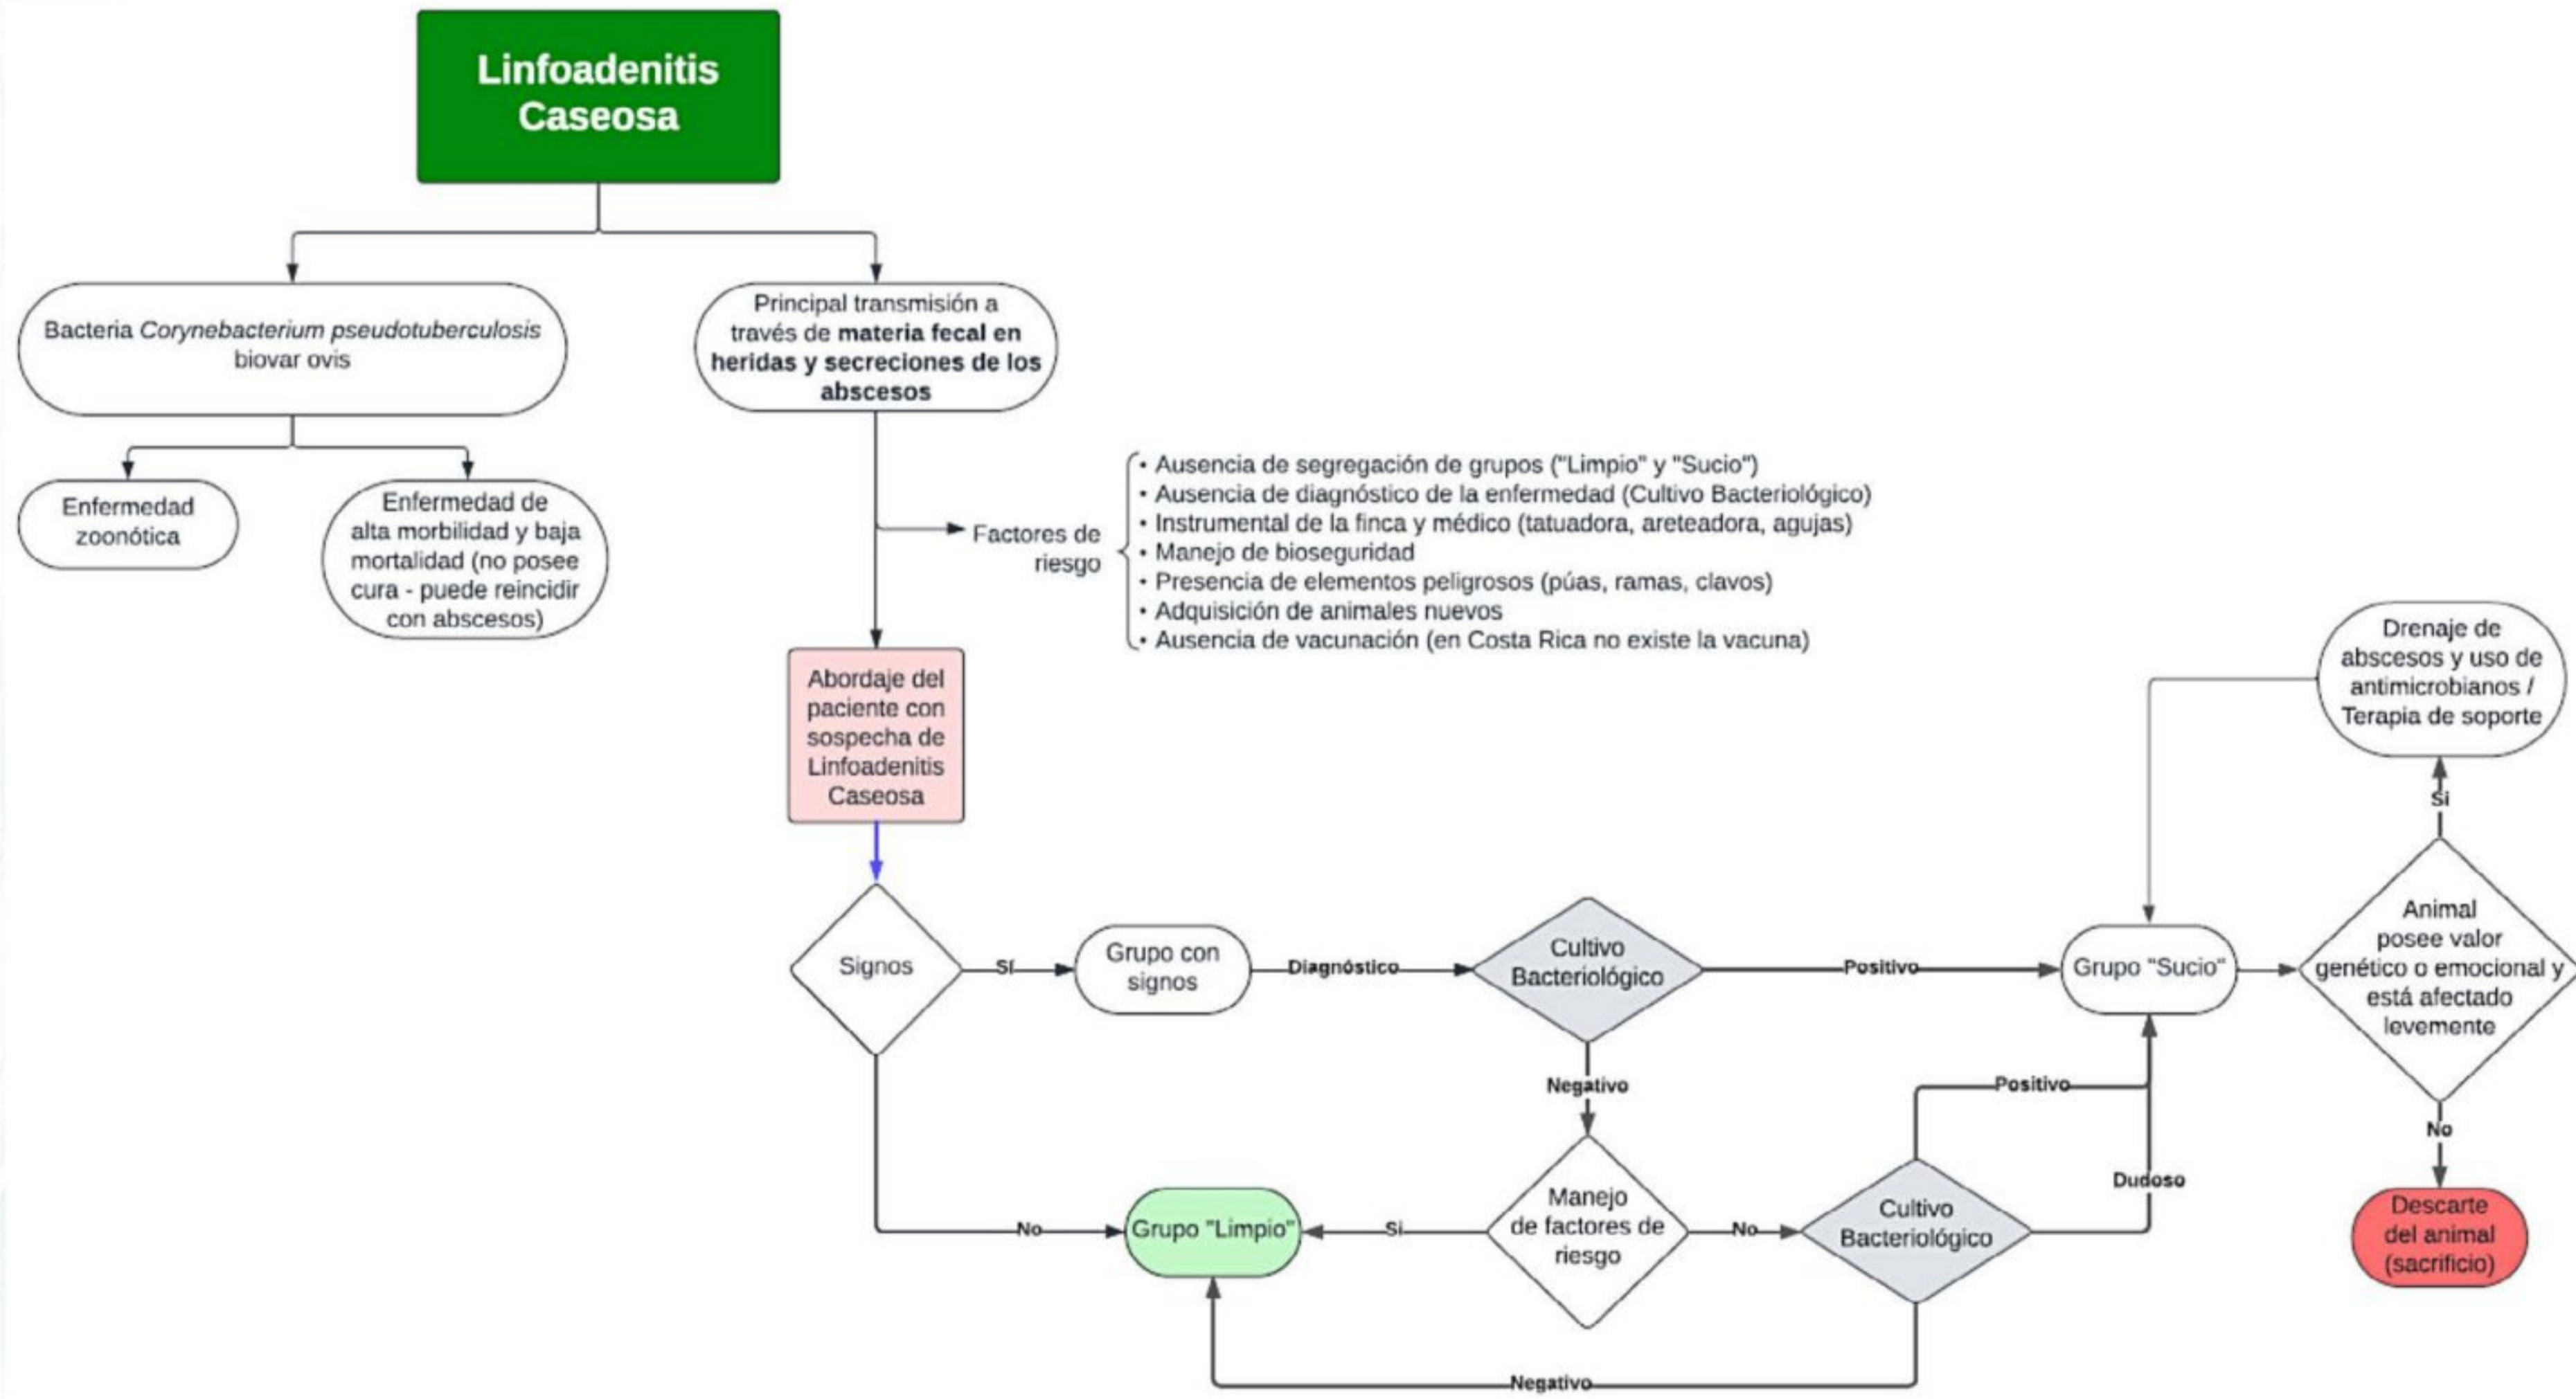 Linfoadenitis
Caseosa
Bacteria Corynebacterium pseudotuberculosis
biovar ovis
Principal transmisión a
través de materia fecal en
heridas y secreciones de los
abscesos
Enfermedad
zoonótica
Enfermedad de
alta morbilidad y baja
mortalidad (no posee
cura - puede reincidir
con abscesos)
Factores de
riesgo
• Ausencia de segregación de grupos ("Limpio" y "Sucio")
• Ausencia de diagnóstico de la enfermedad (Cultivo Bacteriológico)
• Instrumental de la finca y médico (tatuadora, areteadora, agujas)
• Manejo de bioseguridad
• Presencia de elementos peligrosos (púas, ramas, clavos)
• Adquisición de animales nuevos
• Ausencia de vacunación (en Costa Rica no existe la vacuna)
Abordaje del
paciente con
sospecha de
Linfoadenitis
Caseosa
Signos
Sí
Grupo con
signos
Diagnóstico
Cultivo
Bacteriológico
Positivo
Grupo "Sucio"
Animal
posee valor
genético o emocional y
está afectado
levemente
Si
Drenaje de
abscesos y uso de
antimicrobianos /
Terapia de soporte
No
Descarte
del animal
(sacrificio)
Negativo
Manejo
de factores de
riesgo
Si
Grupo "Limpio"
No
No
Cultivo
Bacteriológico
Positivo
Dudoso
Negativo